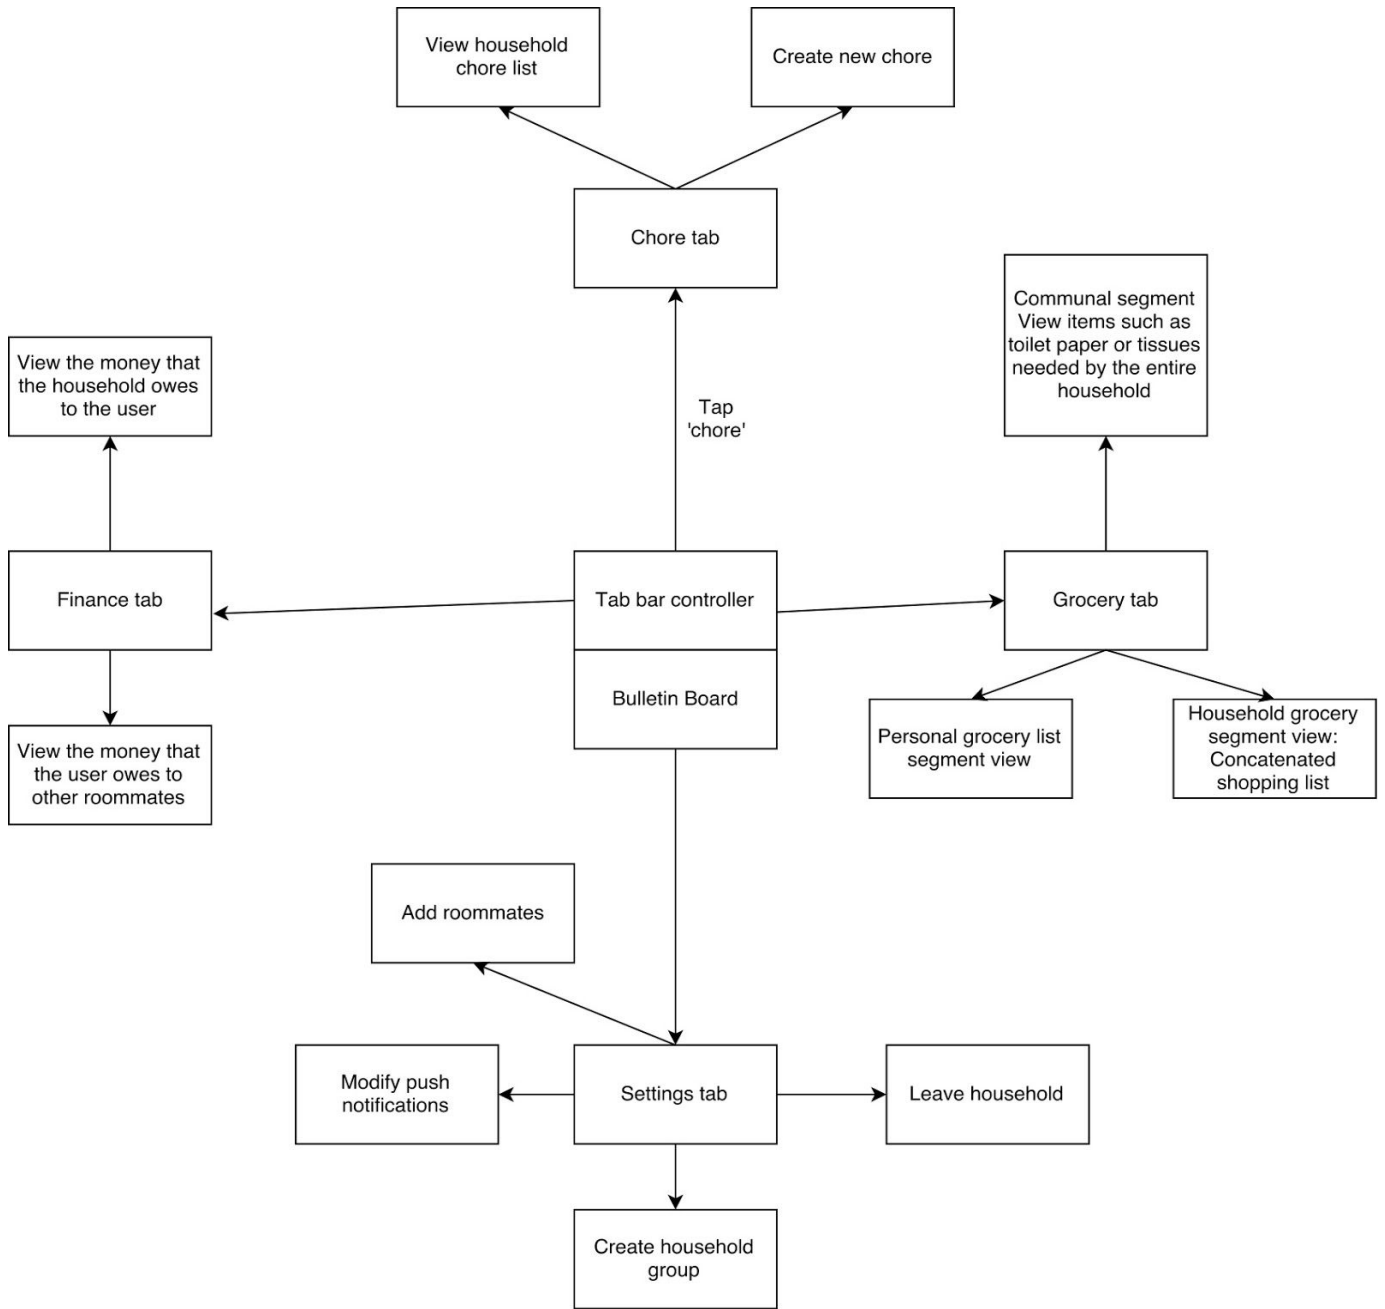 View household
chore list
Create new chore
Chore tab
Communal segment
View items such as
toilet paper or tissues
needed by the entire
household
View the money that
the household owes
to the user
Tap
'chore'
Finance tab
Tab bar controller
Grocery tab
Bulletin Board
Personal grocery list
segment view
Household grocery
segment view:
Concatenated
shopping list
View the money that
the user owes to
other roommates
Add roommates
Modify push
notifications
Settings tab
Leave household
Create household
group